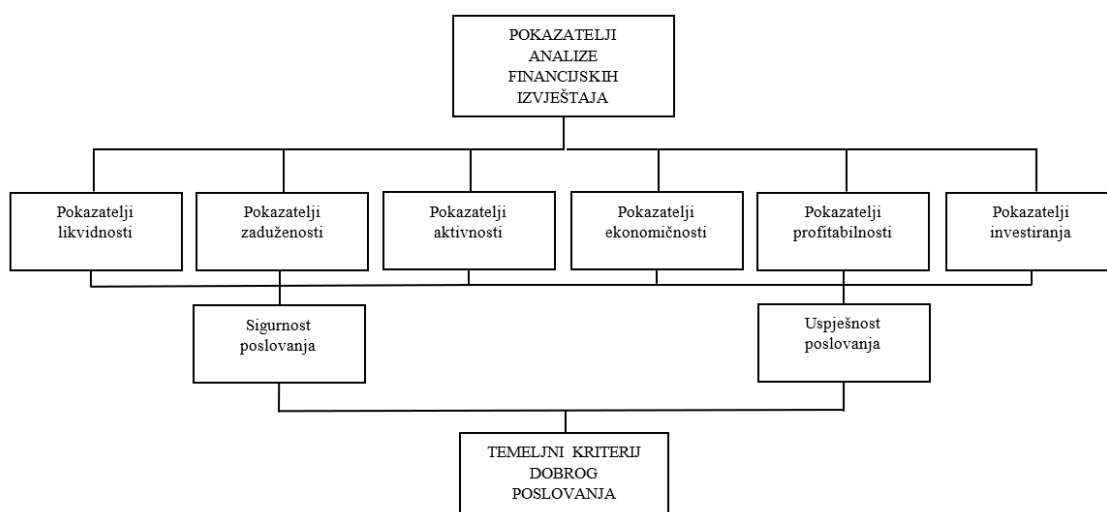 POKAZATELJI
ANALIZE
FINANCIJSKIH
IZVJEŠTAJA
Pokazatelji
likvidnosti
Pokazatelji
zaduženosti
Pokazatelji
aktivnosti
Pokazatelji
ekonomičnosti
Pokazatelji
profitabilnosti
Pokazatelji
investiranja
Sigurnost
poslovanja
Uspješnost
poslovanja
TEMELJNI KRITERIJ
DOBROG
POSLOVANJA